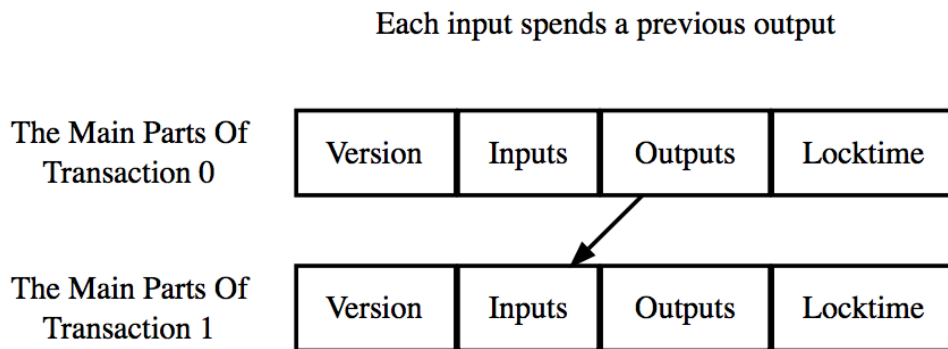 Each input spends a previous output
The Main Parts Of
Transaction 0
Version Inputs Outputs Locktime
The Main Parts Of
Transaction 1
Version Inputs Outputs Locktime